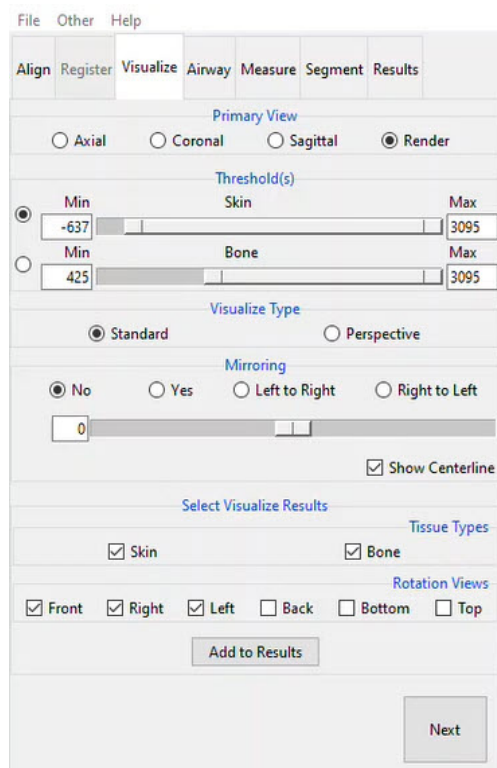 File Other Help
Align Register Visualize Airway Measure Segment Results
Primary View
Axial Coronal Sagittal Render
Threshold(s)
Min Skin Max
-637 3095
Min Bone Max
425 3095
Visualize Type
Standard Perspective
Mirroring
No Yes Left to Right Right to Left
0
Show Centerline
Select Visualize Results
Tissue Types
Skin Bone
Rotation Views
Front Right Left Back Bottom Top
Add to Results
Next